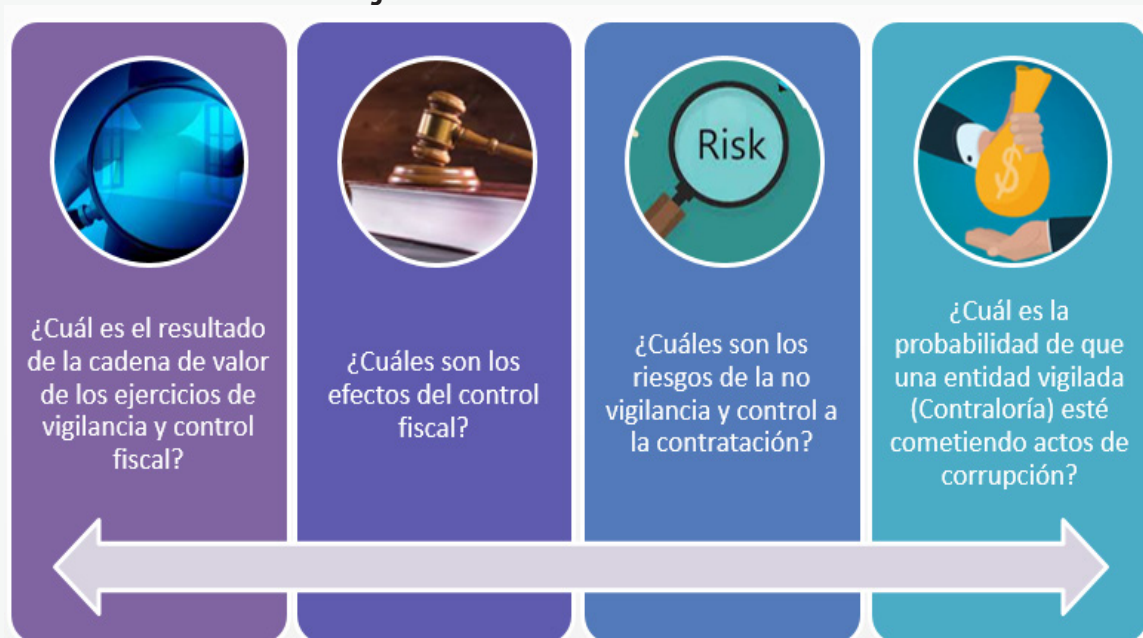 ¿Cuál es el resultado
de la cadena de valor
de los ejercicios de
vigilancia y control
fiscal?
¿Cuáles son los
efectos del control
fiscal?
Risk
¿Cuáles son los
riesgos de la no
vigilancia y control a
la contratación?
$
¿Cuál es la
probabilidad de que
una entidad vigilada
(Contraloría) esté
cometiendo actos de
corrupción?